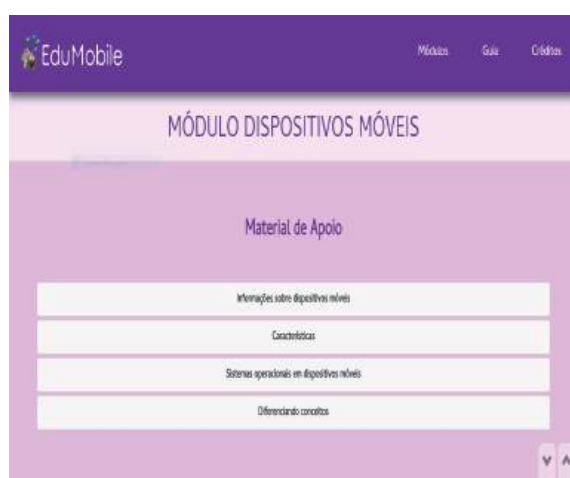 EduMobile
Módulos Guia Créditos
MÓDULO DISPOSITIVOS MÓVEIS
Material de Apoio
Informações sobre dispositivos móveis
Características
Sistemas operacionais em dispositivos móveis
Diferenciando conceitos